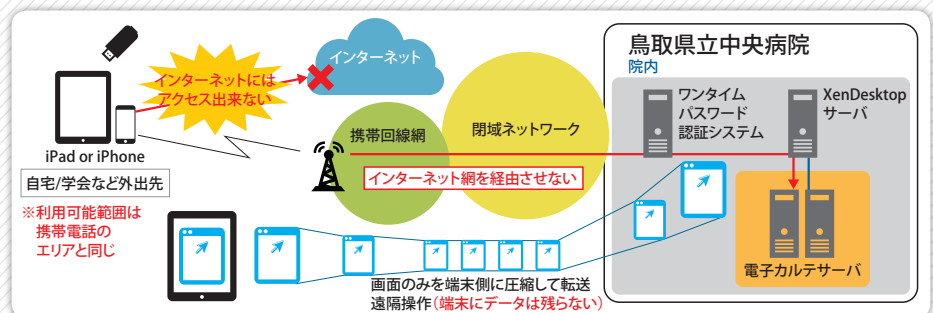 鳥取県立中央病院
院内
インターネット
インターネットには
アクセス出来ない
ワンタイム
パスワード
認証システム
XenDesktop
サーバ
携帯回線網
閉域ネットワーク
iPad or iPhone
自宅/学会など外出先
インターネット網を経由させない
※利用可能範囲は
携帯電話の
エリアと同じ
電子カルテサーバ
画面のみを端末側に圧縮して転送
遠隔操作(端末にデータは残らない)